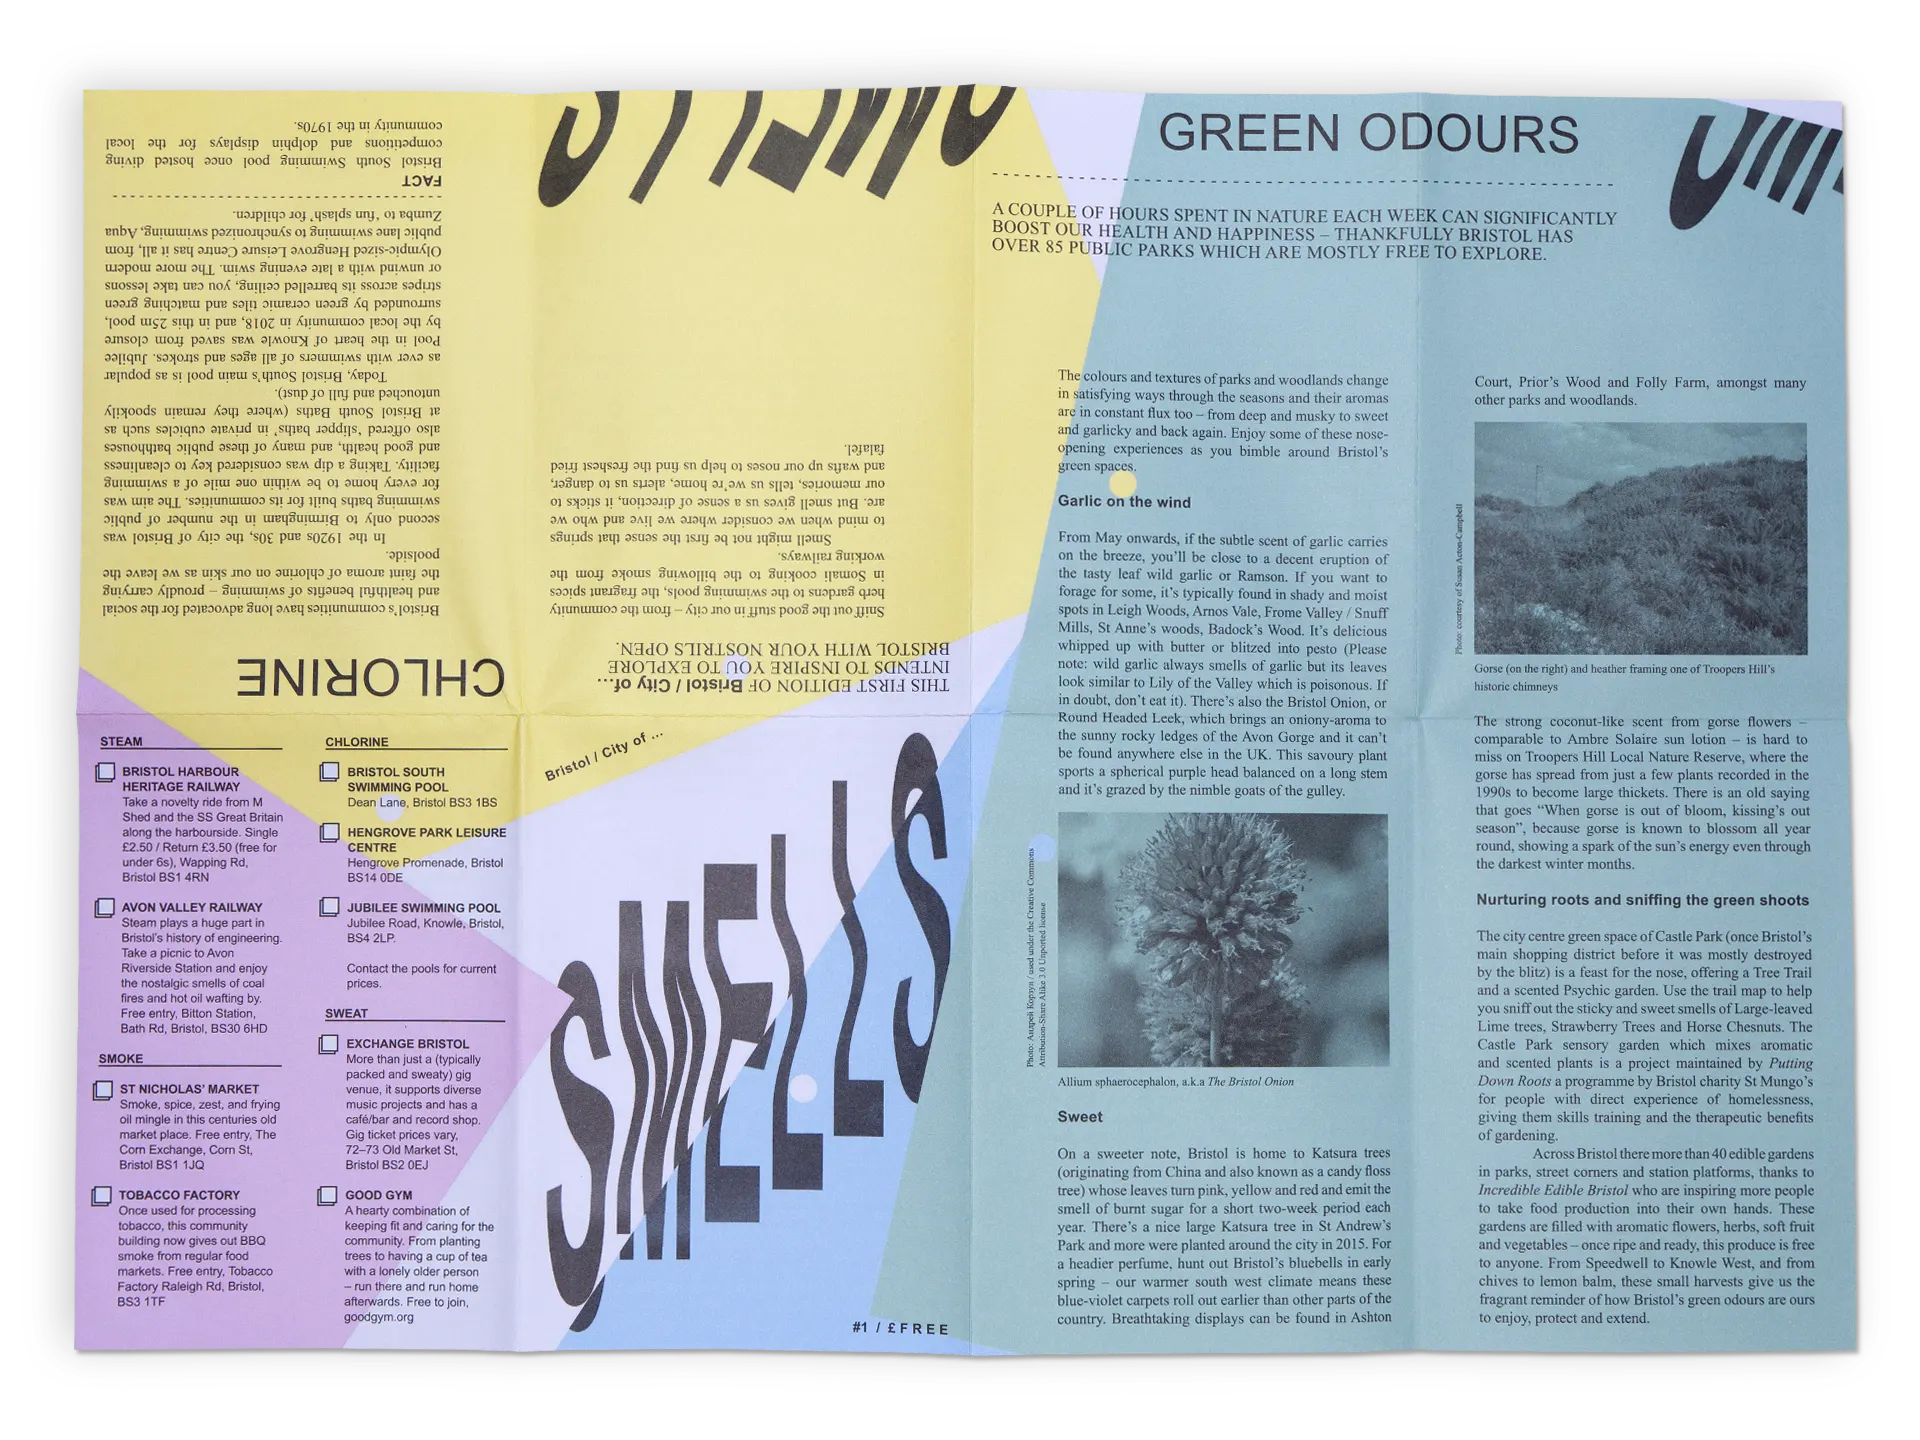 CHLORINE
Bristol's communities have long advocated for the social
and healthful benefits of swimming – proudly carrying
the faint aroma of chlorine on our skin as we leave the
poolside.
In the 1920s and 30s, the city of Bristol was
second only to Birmingham in the number of public
swimming baths built for its communities. The aim was
for every home to be within one mile of a swimming
facility. Taking a dip was considered key to cleanliness
and good health, and many of these public bathhouses
also offered 'slipper baths' in private cubicles such as
at Bristol South Baths (where they remain spookily
untouched and full of dust).
Today, Bristol South's main pool is as popular
as ever with swimmers of all ages and strokes. Jubilee
Pool in the heart of Knowle was saved from closure
by the local community in 2018, and in this 25m pool,
surrounded by green ceramic tiles and matching green
stripes across its barrelled ceiling, you can take lessons
or unwind with a late evening swim. The more modern
Olympic-sized Hengrove Leisure Centre has it all, from
public lane swimming to synchronized swimming, Aqua
Zumba to 'fun splash' for children.
FACT
Bristol South Swimming pool once hosted diving
competitions and dolphin displays for the local
community in the 1970s.
THIS FIRST EDITION OF Bristol / City of...
INTENDS TO INSPIRE YOU TO EXPLORE
BRISTOL WITH YOUR NOSTRILS OPEN.
Sniff out the good stuff in our city – from the community
herb gardens to the swimming pools, the fragrant spices
in Somali cooking to the billowing smoke from the
working railways.
Smell might not be first the sense that springs
to mind when we consider where we live and who we
are. But smell gives us a sense of direction, it sticks to
our memories, tells us we're home, alerts us to danger,
and wafts up our noses to help us find the freshest fried
falafel.
STEAM
BRISTOL HARBOUR
HERITAGE RAILWAY
Take a novelty ride from M
Shed and the SS Great Britain
along the harbourside. Single
£2.50 / Return £3.50 (free for
under 6s), Wapping Rd,
Bristol BS1 4RN
AVON VALLEY RAILWAY
Steam plays a huge part in
Bristol's history of engineering.
Take a picnic to Avon
Riverside Station and enjoy
the nostalgic smells of coal
fires and hot oil wafting by.
Free entry, Bitton Station,
Bath Rd, Bristol, BS30 6HD
SMOKE
ST NICHOLAS' MARKET
Smoke, spice, zest, and frying
oil mingle in this centuries old
market place. Free entry, The
Corn Exchange, Corn St,
Bristol BS1 1JQ
TOBACCO FACTORY
Once used for processing
tobacco, this community
building now gives out BBQ
smoke from regular food
markets. Free entry, Tobacco
Factory Raleigh Rd, Bristol,
BS3 1TF
CHLORINE
BRISTOL SOUTH
SWIMMING POOL
Dean Lane, Bristol BS3 1BS
HENGROVE PARK LEISURE
CENTRE
Hengrove Promenade, Bristol
BS14 0DE
JUBILEE SWIMMING POOL
Jubilee Road, Knowle, Bristol,
BS4 2LP.
Contact the pools for current
prices.
SWEAT
EXCHANGE BRISTOL
More than just a (typically
packed and sweaty) gig
venue, it supports diverse
music projects and has a
café/bar and record shop.
Gig ticket prices vary,
72–73 Old Market St,
Bristol BS2 0EJ
GOOD GYM
A hearty combination of
keeping fit and caring for the
community. From planting
trees to having a cup of tea
with a lonely older person
– run there and run home
afterwards. Free to join,
goodgym.org
Bristol / City of ...
SMELLS
#1 / £FREE
GREEN ODOURS
A COUPLE OF HOURS SPENT IN NATURE EACH WEEK CAN SIGNIFICANTLY
BOOST OUR HEALTH AND HAPPINESS – THANKFULLY BRISTOL HAS
OVER 85 PUBLIC PARKS WHICH ARE MOSTLY FREE TO EXPLORE.
The colours and textures of parks and woodlands change
in satisfying ways through the seasons and their aromas
are in constant flux too – from deep and musky to sweet
and garlicky and back again. Enjoy some of these nose-
opening experiences as you bimble around Bristol's
green spaces.
Garlic on the wind
From May onwards, if the subtle scent of garlic carries
on the breeze, you'll be close to a decent eruption of
the tasty leaf wild garlic or Ramson. If you want to
forage for some, it's typically found in shady and moist
spots in Leigh Woods, Arnos Vale, Frome Valley / Snuff
Mills, St Anne's woods, Badock's Wood. It's delicious
whipped up with butter or blitzed into pesto (Please
note: wild garlic always smells of garlic but its leaves
look similar to Lily of the Valley which is poisonous. If
in doubt, don't eat it). There's also the Bristol Onion, or
Round Headed Leek, which brings an oniony-aroma to
the sunny rocky ledges of the Avon Gorge and it can't
be found anywhere else in the UK. This savoury plant
sports a spherical purple head balanced on a long stem
and it's grazed by the nimble goats of the gulley.
Photo: Андрей Корзун / used under the Creative Commons
Attribution-Share Alike 3.0 Unported license
Allium sphaerocephalon, a.k.a The Bristol Onion
Sweet
On a sweeter note, Bristol is home to Katsura trees
(originating from China and also known as a candy floss
tree) whose leaves turn pink, yellow and red and emit the
smell of burnt sugar for a short two-week period each
year. There's a nice large Katsura tree in St Andrew's
Park and more were planted around the city in 2015. For
a headier perfume, hunt out Bristol's bluebells in early
spring – our warmer south west climate means these
blue-violet carpets roll out earlier than other parts of the
country. Breathtaking displays can be found in Ashton
Court, Prior's Wood and Folly Farm, amongst many
other parks and woodlands.
Photo: courtesy of Susan Acton-Campbell
Gorse (on the right) and heather framing one of Troopers Hill's
historic chimneys
The strong coconut-like scent from gorse flowers –
comparable to Ambre Solaire sun lotion – is hard to
miss on Troopers Hill Local Nature Reserve, where the
gorse has spread from just a few plants recorded in the
1990s to become large thickets. There is an old saying
that goes “When gorse is out of bloom, kissing's out
season”, because gorse is known to blossom all year
round, showing a spark of the sun's energy even through
the darkest winter months.
Nurturing roots and sniffing the green shoots
The city centre green space of Castle Park (once Bristol's
main shopping district before it was mostly destroyed
by the blitz) is a feast for the nose, offering a Tree Trail
and a scented Psychic garden. Use the trail map to help
you sniff out the sticky and sweet smells of Large-leaved
Lime trees, Strawberry Trees and Horse Chesnuts. The
Castle Park sensory garden which mixes aromatic
and scented plants is a project maintained by Putting
Down Roots a programme by Bristol charity St Mungo's
for people with direct experience of homelessness,
giving them skills training and the therapeutic benefits
of gardening.
Across Bristol there more than 40 edible gardens
in parks, street corners and station platforms, thanks to
Incredible Edible Bristol who are inspiring more people
to take food production into their own hands. These
gardens are filled with aromatic flowers, herbs, soft fruit
and vegetables – once ripe and ready, this produce is free
to anyone. From Speedwell to Knowle West, and from
chives to lemon balm, these small harvests give us the
fragrant reminder of how Bristol's green odours are ours
to enjoy, protect and extend.